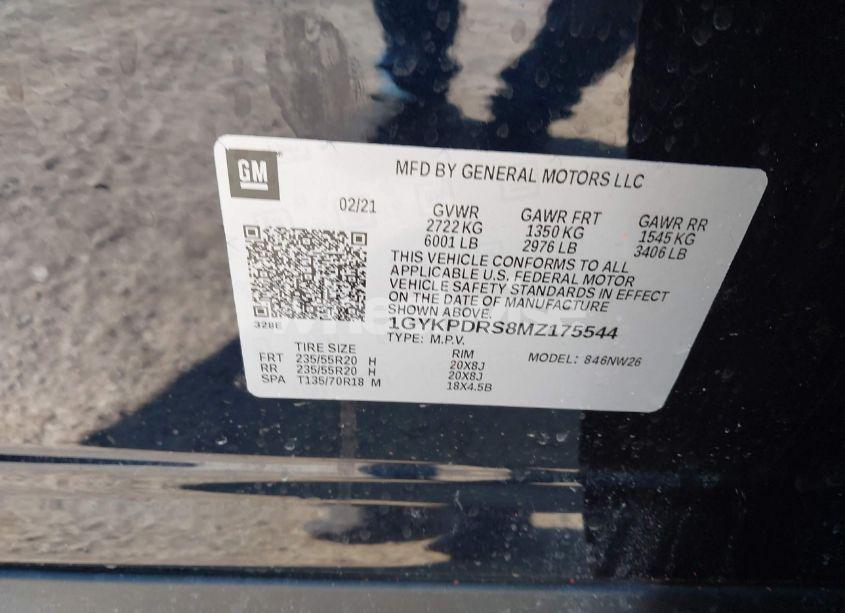 GM
MFD BY GENERAL MOTORS LLC
02/21
GVWR
2722 KG
6001 LB
GAWR FRT
1350 KG
2976 LB
GAWR RR
1545 KG
3406 LB
THIS VEHICLE CONFORMS TO ALL
APPLICABLE U.S. FEDERAL MOTOR
VEHICLE SAFETY STANDARDS IN EFFECT
ON THE DATE OF MANUFACTURE
SHOWN ABOVE.
328E
1GYKPDRS8MZ175544
TYPE: M.P.V.
MODEL: 846NW26
TIRE SIZE RIM
FRT 235/55R20 H 20X8J
RR 235/55R20 H 20X8J
SPA T135/70R18 M 18X4.5B